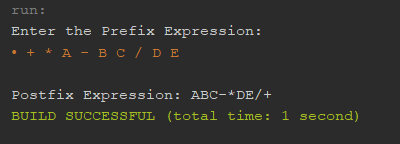 run:
Enter the Prefix Expression:
• + * A - B C / D E
Postfix Expression: ABC-*DE/+
BUILD SUCCESSFUL (total time: 1 second)